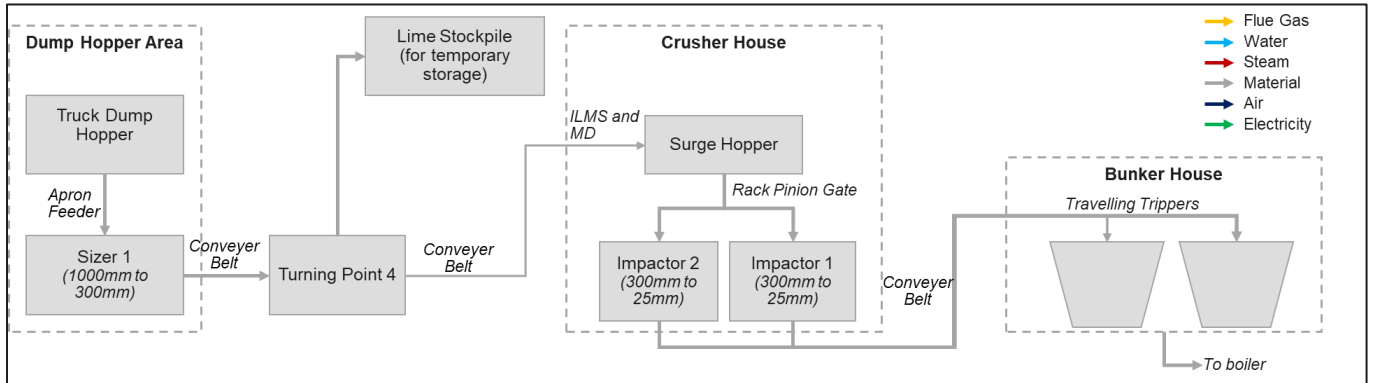 Dump Hopper Area
Truck Dump
Hopper
Apron
Feeder
Sizer 1
(1000mm to
300mm)
Conveyer
Belt
Turning Point 4
Lime Stockpile
(for temporary
storage)
Conveyer
Belt
Crusher House
ILMS and
MD
Surge Hopper
Rack Pinion Gate
Impactor 2
(300mm to
25mm)
Impactor 1
(300mm to
25mm)
Conveyer
Belt
Bunker House
Travelling Trippers
To boiler
Flue Gas
Water
Steam
Material
Air
Electricity